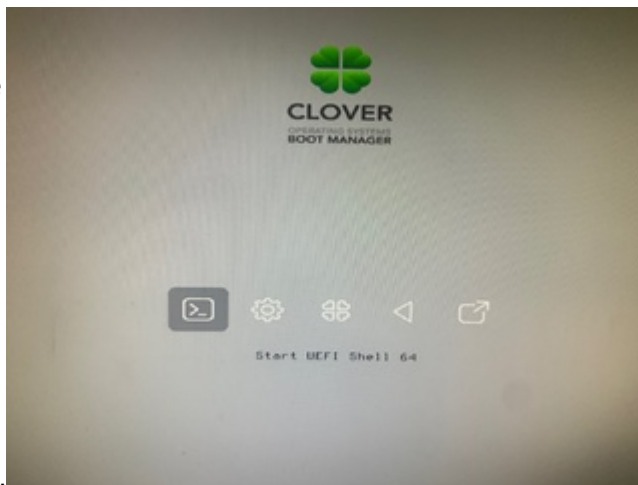 CLOVER
OPERATING SYSTEMS
BOOT MANAGER
Start UEFI Shell 64